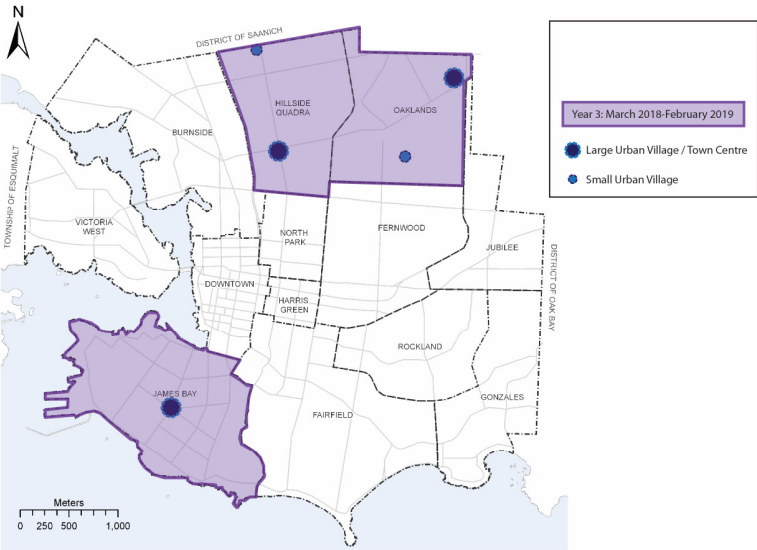 N
DISTRICT OF SAANICH
HILLSIDE
QUADRA
OAKLANDS
Year 3: March 2018-February 2019
BURNSIDE
Large Urban Village / Town Centre
Small Urban Village
TOWNSHIP OF ESQUIMALT
VICTORIA
WEST
NORTH
PARK
FERNWOOD
JUBILEE
DISTRICT OF OAK BAY
DOWNTOWN
HARRIS
GREEN
ROCKLAND
JAMES BAY
GONZALES
FAIRFIELD
Meters
0 250 500 1,000